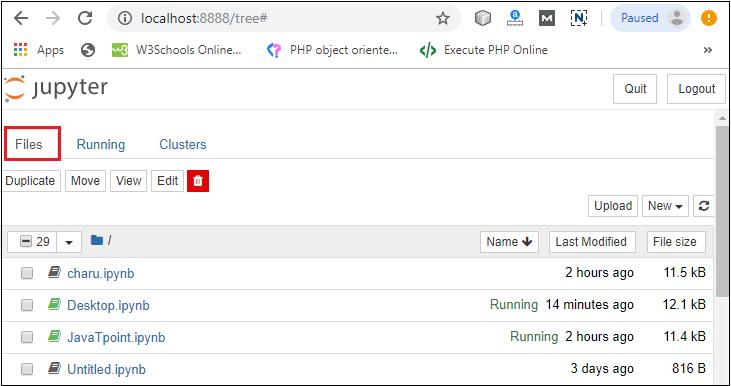 localhost:8888/tree#
Paused
Apps W3Schools Online... PHP object oriente... Execute PHP Online »
jupyter Quit Logout
Files Running Clusters
Duplicate Move View Edit
Upload New
29 / Name Last Modified File size
charu.ipynb 2 hours ago 11.5 kB
Desktop.ipynb Running 14 minutes ago 12.1 kB
JavaTpoint.ipynb Running 2 hours ago 11.4 kB
Untitled.ipynb 3 days ago 816 B